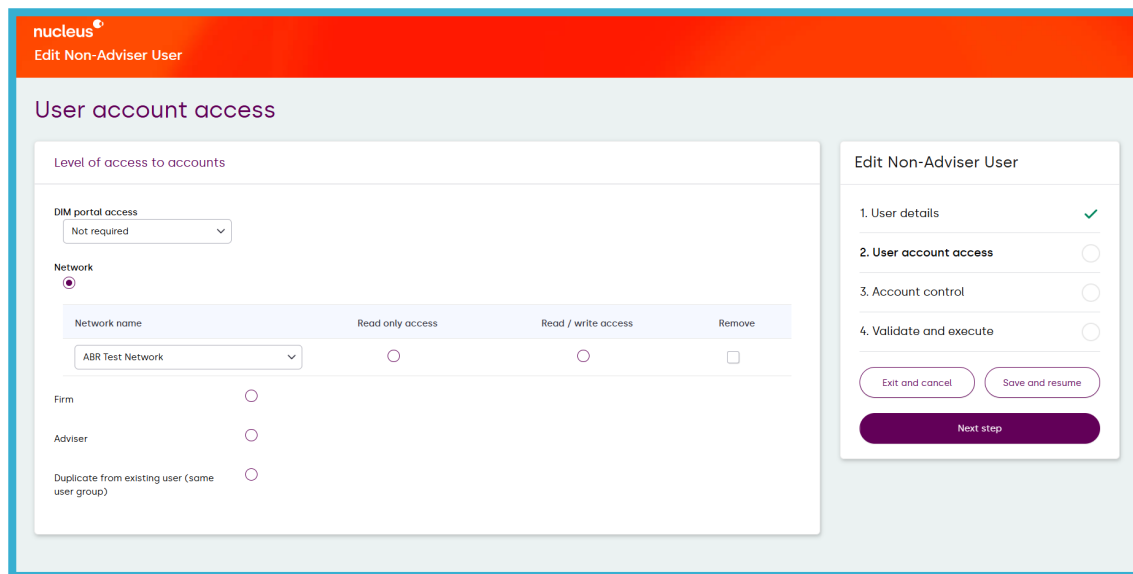 nucleus
Edit Non-Adviser User
User account access
Level of access to accounts
DIM portal access
Not required
Network
Network name Read only access Read / write access Remove
ABR Test Network
Firm
Adviser
Duplicate from existing user (same
user group)
Edit Non-Adviser User
1. User details
2. User account access
3. Account control
4. Validate and execute
Exit and cancel Save and resume
Next step